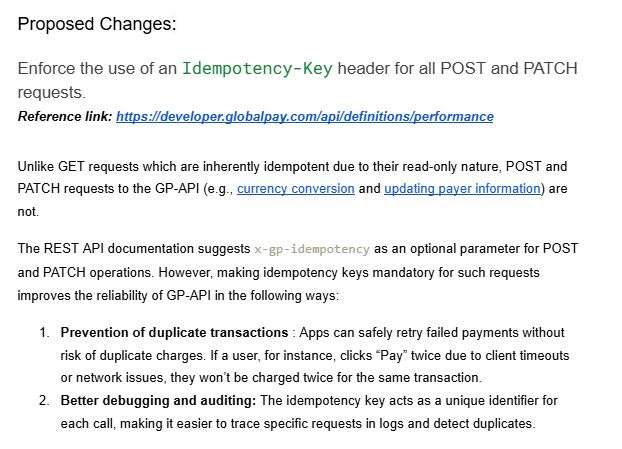 Proposed Changes:
Enforce the use of an Idempotency-Key header for all POST and PATCH
requests.
Reference link: https://developer.globalpay.com/api/definitions/performance
Unlike GET requests which are inherently idempotent due to their read-only nature, POST and
PATCH requests to the GP-API (e.g., currency conversion and updating payer information) are
not.
The REST API documentation suggests x-gp-idempotency as an optional parameter for POST
and PATCH operations. However, making idempotency keys mandatory for such requests
improves the reliability of GP-API in the following ways:
1. Prevention of duplicate transactions : Apps can safely retry failed payments without
risk of duplicate charges. If a user, for instance, clicks “Pay” twice due to client timeouts
or network issues, they won’t be charged twice for the same transaction.
2. Better debugging and auditing: The idempotency key acts as a unique identifier for
each call, making it easier to trace specific requests in logs and detect duplicates.